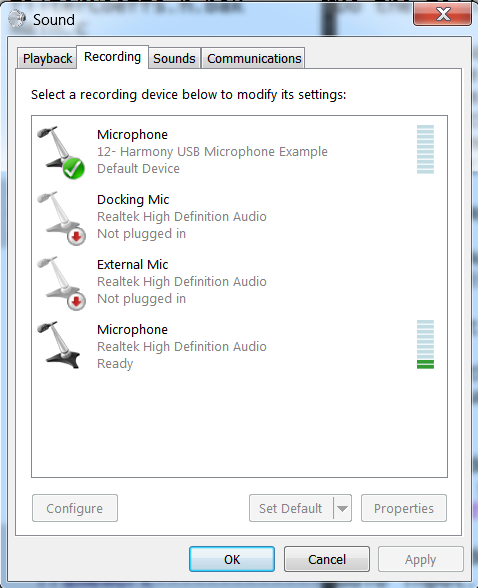 Sound
Playback Recording Sounds Communications
Select a recording device below to modify its settings:
Microphone
12- Harmony USB Microphone Example
Default Device
Docking Mic
Realtek High Definition Audio
Not plugged in
External Mic
Realtek High Definition Audio
Not plugged in
Microphone
Realtek High Definition Audio
Ready
Configure Set Default Properties
OK Cancel Apply